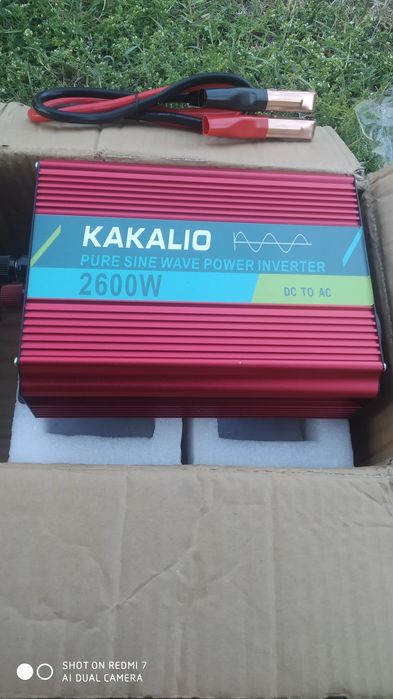 KAKALIO
PURE SINE WAVE POWER INVERTER
2600W
DC TO AC
SHOT ON REDMI 7
AI DUAL CAMERA